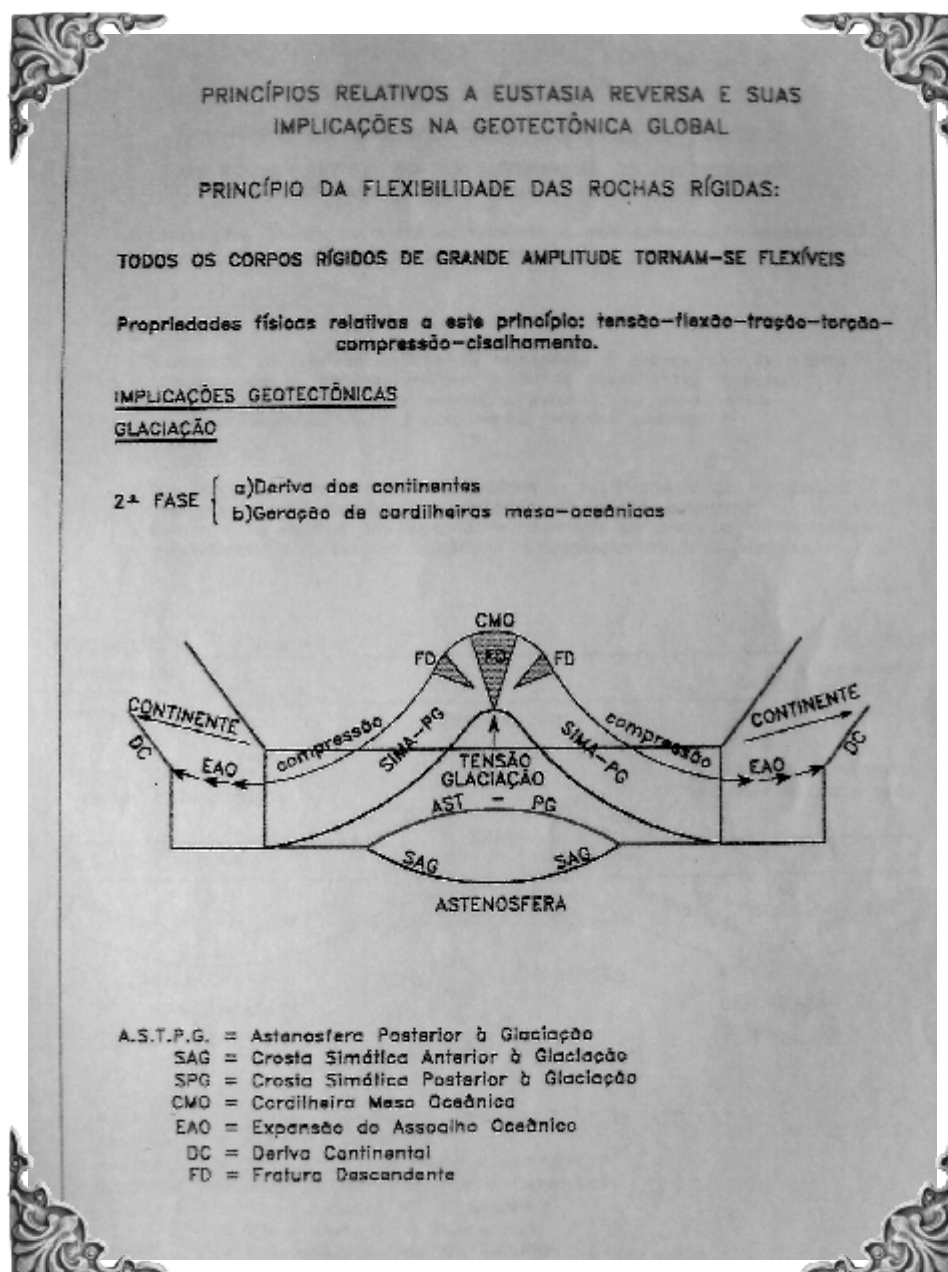 PRINCÍPIOS RELATIVOS A EUSTASIA REVERSA E SUAS
IMPLICAÇÕES NA GEOTECTÔNICA GLOBAL
PRINCÍPIO DA FLEXIBILIDADE DAS ROCHAS RÍGIDAS:
TODOS OS CORPOS RÍGIDOS DE GRANDE AMPLITUDE TORNAM-SE FLEXÍVEIS
Propriedades físicas relativas a este princípio: tensão-flexão-tração-torção-
compressão-cisalhamento.
IMPLICAÇÕES GEOTECTÔNICAS
GLACIAÇÃO
2ª FASE
a)Deriva dos continentes
b)Geração de cordilheiras meso-oceânicas
CMO
FD FD FD
CONTINENTE compressão SIMA-PG SIMA-PG compressão CONTINENTE
DC EAO EAO DC
TENSÃO
GLACIAÇÃO
AST - PG
SAG SAG
ASTENOSFERA
A.S.T.P.G. = Astenosfera Posterior à Glaciação
SAG = Crosta Simática Anterior à Glaciação
SPG = Crosta Simática Posterior à Glaciação
CMO = Cordilheira Meso Oceânica
EAO = Expansão do Assoalho Oceânico
DC = Deriva Continental
FD = Fratura Descendente